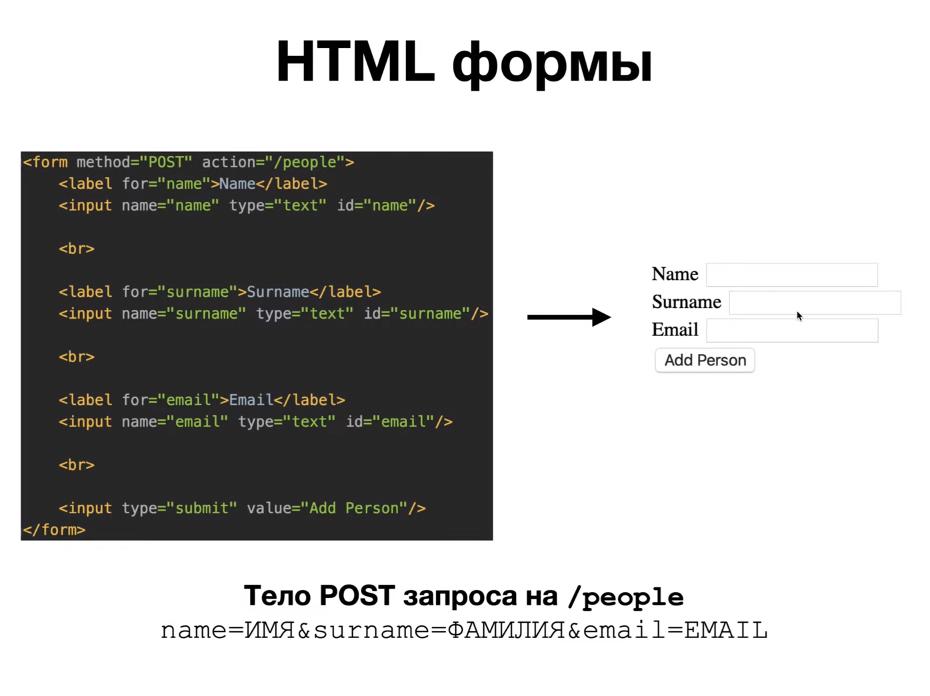 HTML формы
<form method="POST" action="/people">
<label for="name">Name</label>
<input name="name" type="text" id="name"/>
<br>
<label for="surname">Surname</label>
<input name="surname" type="text" id="surname"/>
<br>
<label for="email">Email</label>
<input name="email" type="text" id="email"/>
<br>
<input type="submit" value="Add Person"/>
</form>
Name
Surname
Email
Add Person
Тело POST запроса на /people
name=ИМЯ&surname=ФАМИЛИЯ&email=EMAIL